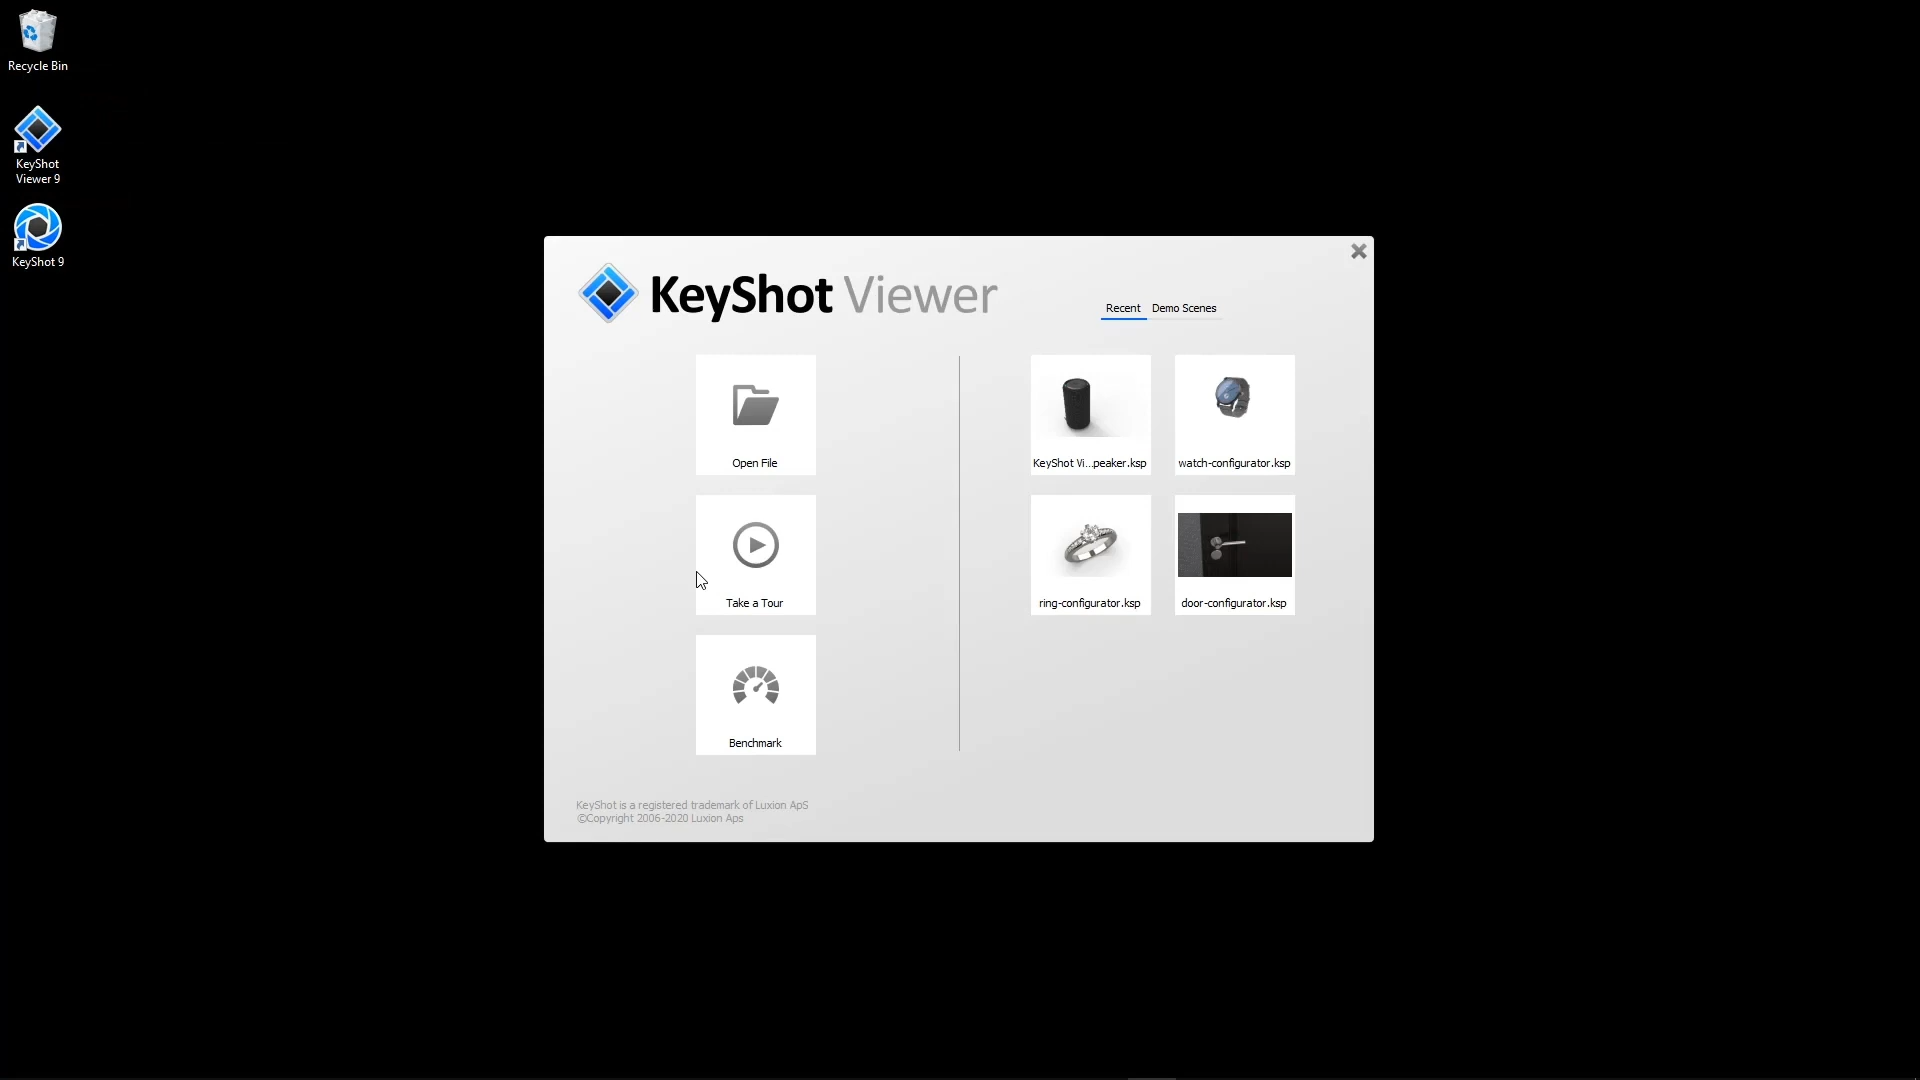 Recycle Bin
KeyShot
Viewer 9
KeyShot 9
KeyShot Viewer
Recent
Demo Scenes
Open File
KeyShot Vi...peaker.ksp
watch-configurator.ksp
Take a Tour
ring-configurator.ksp
door-configurator.ksp
Benchmark
KeyShot is a registered trademark of Luxion ApS
©Copyright 2006-2020 Luxion Aps